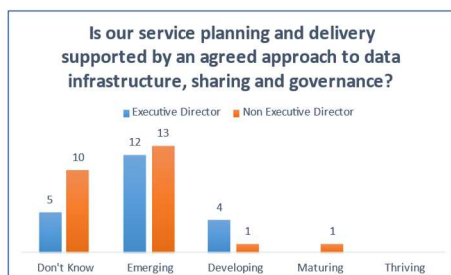 Is our service planning and delivery
supported by an agreed approach to data
infrastructure, sharing and governance?
Executive Director Non Executive Director
5 10 12 13 4 1 1
Don't Know Emerging Developing Maturing Thriving